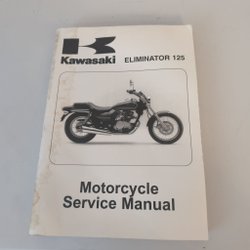 Kawasaki ELIMINATOR 125
Motorcycle
Service Manual